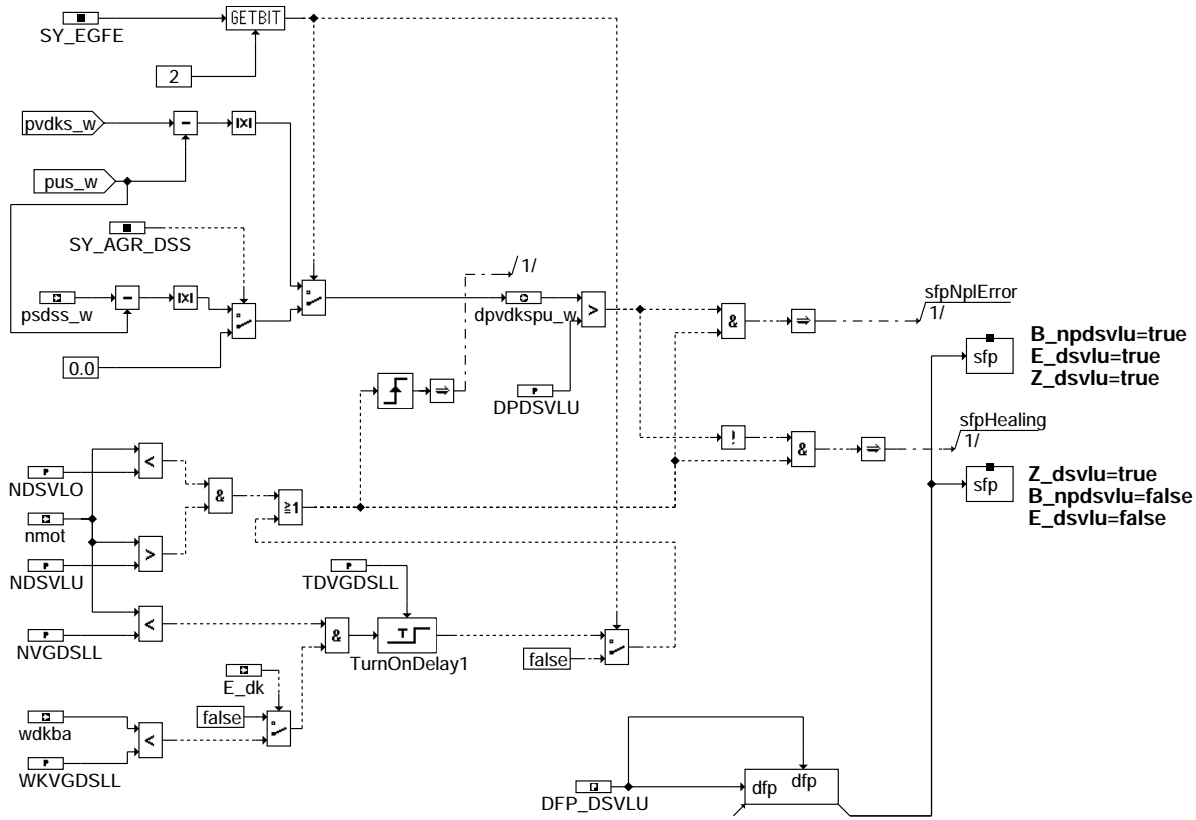 SY_EGFE
GETBIT
2
pvdks_w
-
|x|
pus_w
SY_AGR_DSS
psdss_w
-
|x|
0.0
1/
dpvdkspu_w
>
DPDSVLU
P
&
⇒
sfpNplError
1/
sfp
B_npdsvlu=true
E_dsvlu=true
Z_dsvlu=true
⇒
!
&
⇒
sfpHealing
1/
sfp
Z_dsvlu=true
B_npdsvlu=false
E_dsvlu=false
<
P
NDSVLO
&
≧1
nmot
>
P
NDSVLU
P
TDVGDSLL
<
P
NVGDSLL
&
T
TurnOnDelay1
false
E_dk
false
wdkba
<
P
WKVGDSLL
P
DFP_DSVLU
dfp
dfp